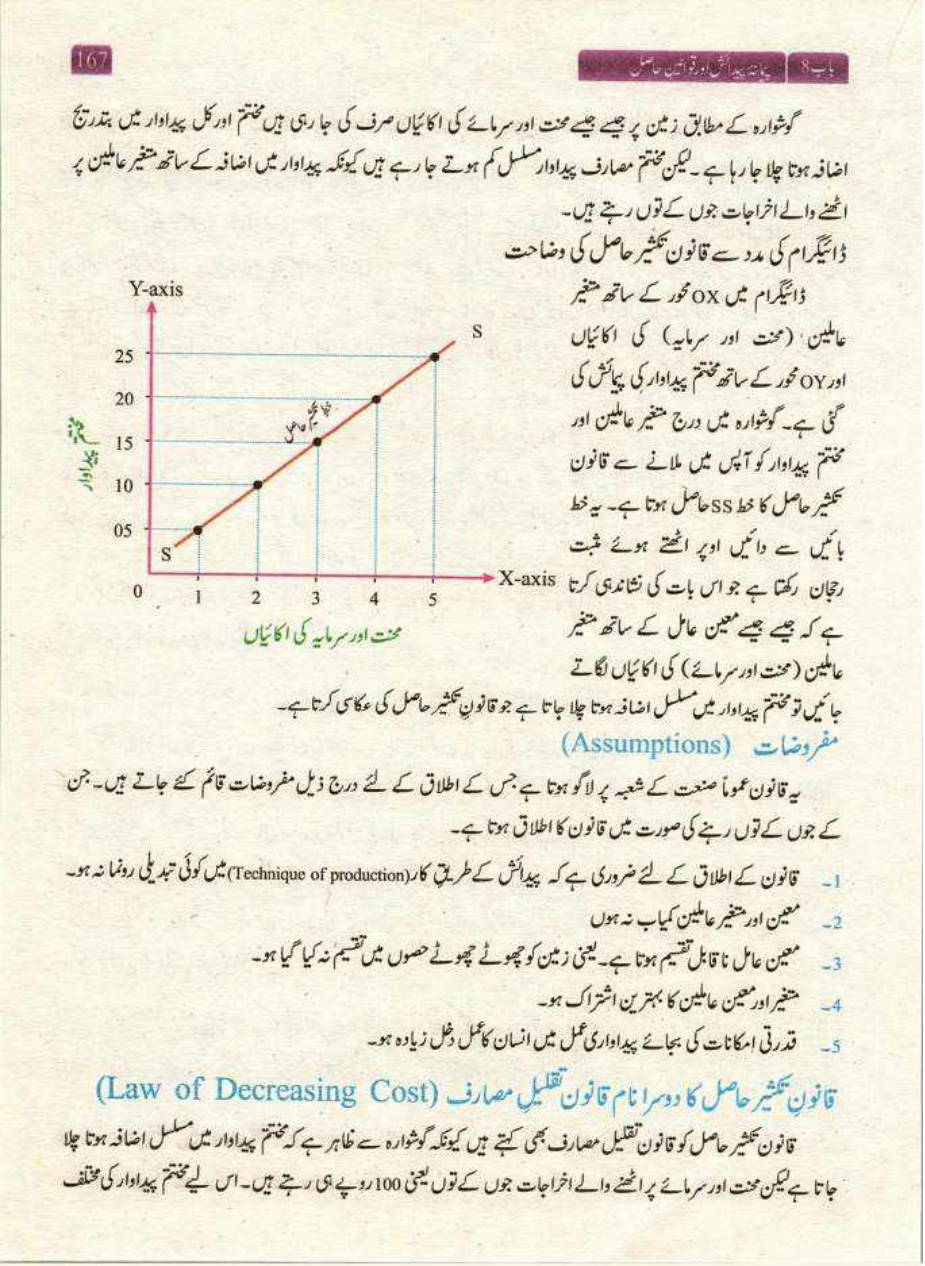 167
باب 8 پیمانۂ پیدائش اور قوانین حاصل
گوشوارہ کے مطابق زمین پر جیسے جیسے محنت اور سرمائے کی اکائیاں صرف کی جا رہی ہیں مختتم اور کل پیداوار میں بتدریج
اضافہ ہوتا چلا جا رہا ہے ۔ لیکن مختتم مصارف پیداوار مسلسل کم ہوتے جا رہے ہیں کیونکہ پیداوار میں اضافہ کے ساتھ متغیر عاملین پر
اٹھنے والے اخراجات جوں کے توں رہتے ہیں۔
ڈائیگرام کی مدد سے قانون تکثیر حاصل کی وضاحت
ڈائیگرام میں OX محور کے ساتھ متغیر
عاملین (محنت اور سرمایہ) کی اکائیاں
اور OY محور کے ساتھ مختتم پیداوار کی پیمائش کی
گئی ہے۔ گوشوارہ میں درج متغیر عاملین اور
مختتم پیداوار کو آپس میں ملانے سے قانون
تکثیر حاصل کا خط SS حاصل ہوتا ہے۔ یہ خط
بائیں سے دائیں اوپر اٹھتے ہوئے مثبت
رجحان رکھتا ہے جو اس بات کی نشاندہی کرتا
ہے کہ جیسے جیسے معین عامل کے ساتھ متغیر
عاملین (محنت اور سرمائے) کی اکائیاں لگاتے
جائیں تو مختتم پیداوار میں مسلسل اضافہ ہوتا چلا جاتا ہے جو قانونِ تکثیر حاصل کی عکاسی کرتا ہے۔
Y-axis
S
25
20
15
10
05
مختتم پیداوار
S
X-axis
0 1 2 3 4 5
محنت اور سرمایہ کی اکائیاں
مفروضات (Assumptions)
یہ قانون عموماً صنعت کے شعبہ پر لاگو ہوتا ہے جس کے اطلاق کے لئے درج ذیل مفروضات قائم کئے جاتے ہیں۔ جن
کے جوں کے توں رہنے کی صورت میں قانون کا اطلاق ہوتا ہے۔
1۔ قانون کے اطلاق کے لئے ضروری ہے کہ پیدائش کے طریقِ کار (Technique of production) میں کوئی تبدیلی رونما نہ ہو۔
2۔ معین اور متغیر عاملین کمیاب نہ ہوں
3۔ معین عامل ناقابل تقسیم ہوتا ہے۔ یعنی زمین کو چھوٹے چھوٹے حصوں میں تقسیم نہ کیا گیا ہو۔
4۔ متغیر اور معین عاملین کا بہترین اشتراک ہو۔
5۔ قدرتی امکانات کی بجائے پیداواری عمل میں انسان کا عمل دخل زیادہ ہو۔
قانونِ تکثیر حاصل کا دوسرا نام قانون تقلیلِ مصارف (Law of Decreasing Cost)
قانون تکثیر حاصل کو قانون تقلیل مصارف بھی کہتے ہیں کیونکہ گوشوارہ سے ظاہر ہے کہ مختتم پیداوار میں مسلسل اضافہ ہوتا چلا
جاتا ہے لیکن محنت اور سرمائے پر اٹھنے والے اخراجات جوں کے توں یعنی 100 روپے ہی رہتے ہیں۔ اس لیے مختتم پیداوار کی مختلف